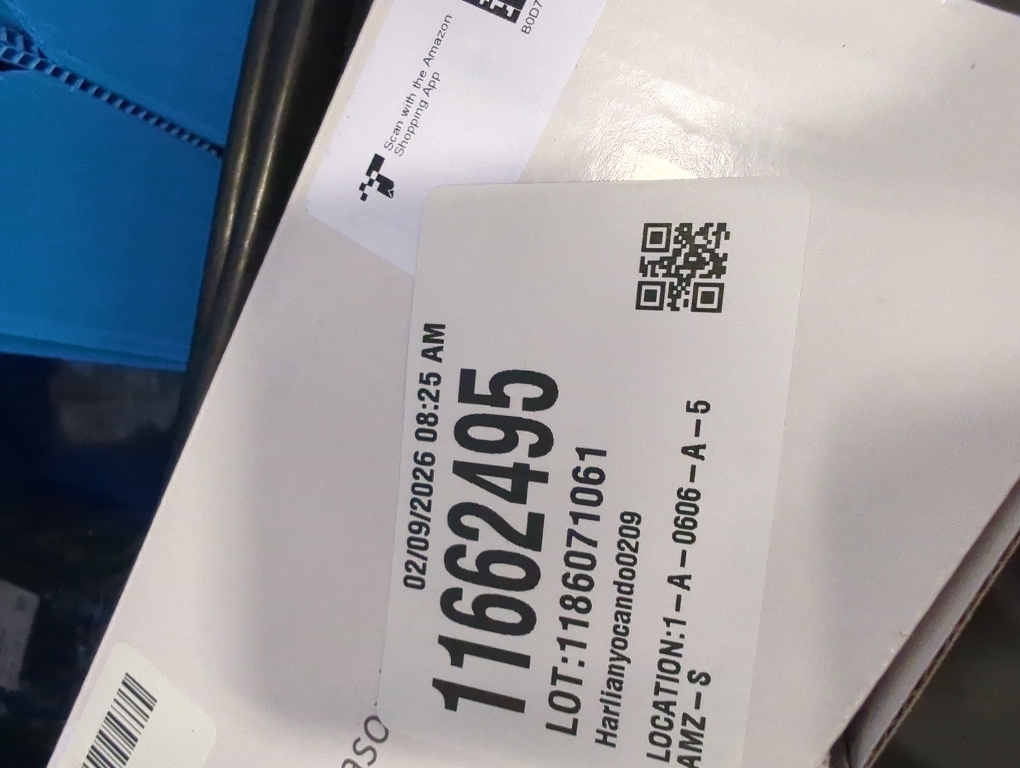 Scan with the Amazon
Shopping App
02/09/2026 08:25 AM
11662495
LOT:1186071061
Harlianyocando0209
LOCATION:1-A-0606-A-5
AMZ-S